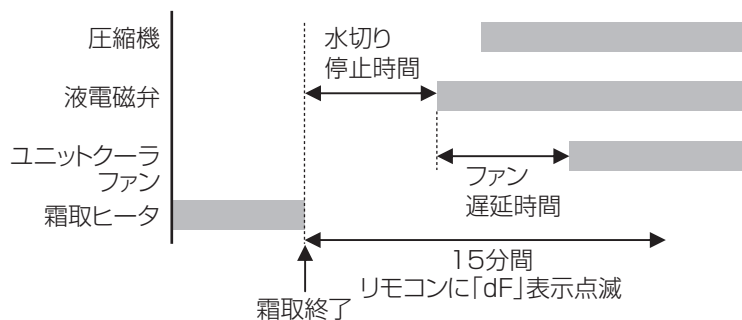 圧縮機
水切り
停止時間
液電磁弁
ユニットクーラ
ファン
ファン
遅延時間
霜取ヒータ
15分間
リモコンに「dF」表示点滅
霜取終了